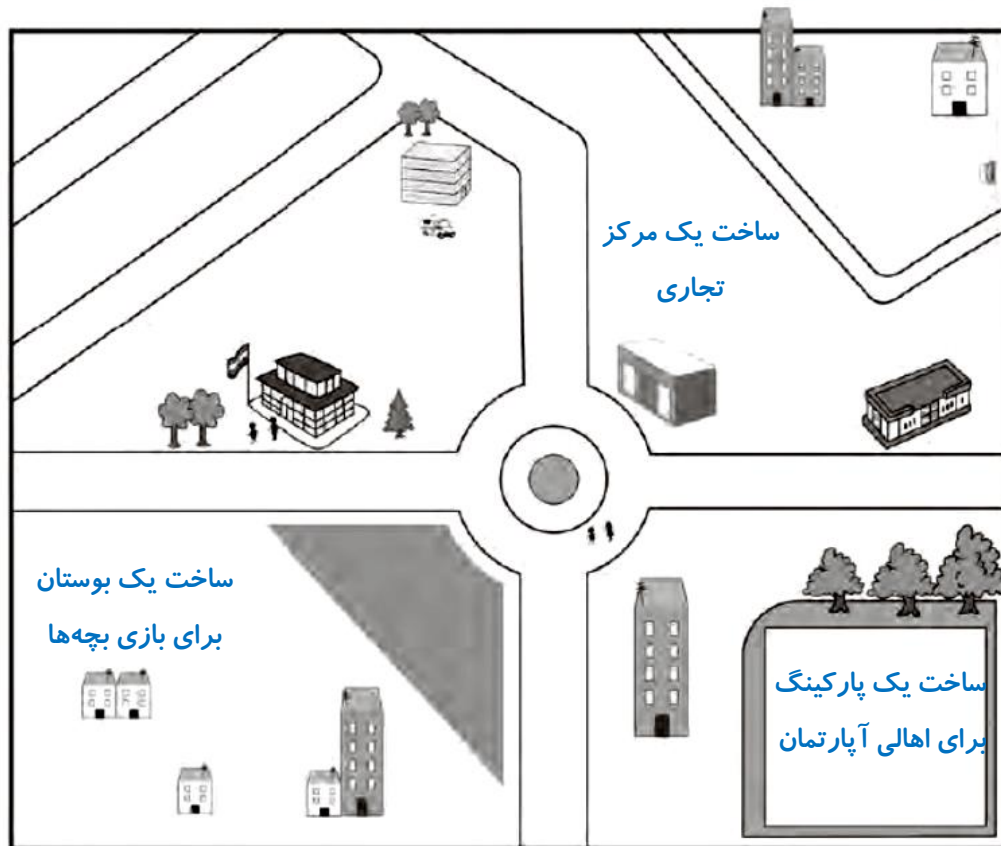 ساخت یک مرکز
تجاری
ساخت یک بوستان
برای بازی بچه‌ها
ساخت یک پارکینگ
برای اهالی آپارتمان